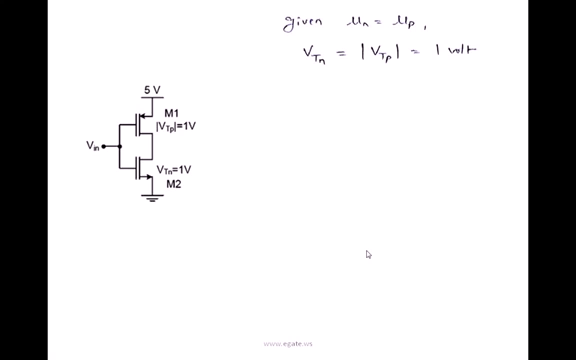 given μn = μp,
VTn = |VTp| = 1 volt
5 V
M1
|VTp|=1V
Vin
VTn=1V
M2
www.egate.ws